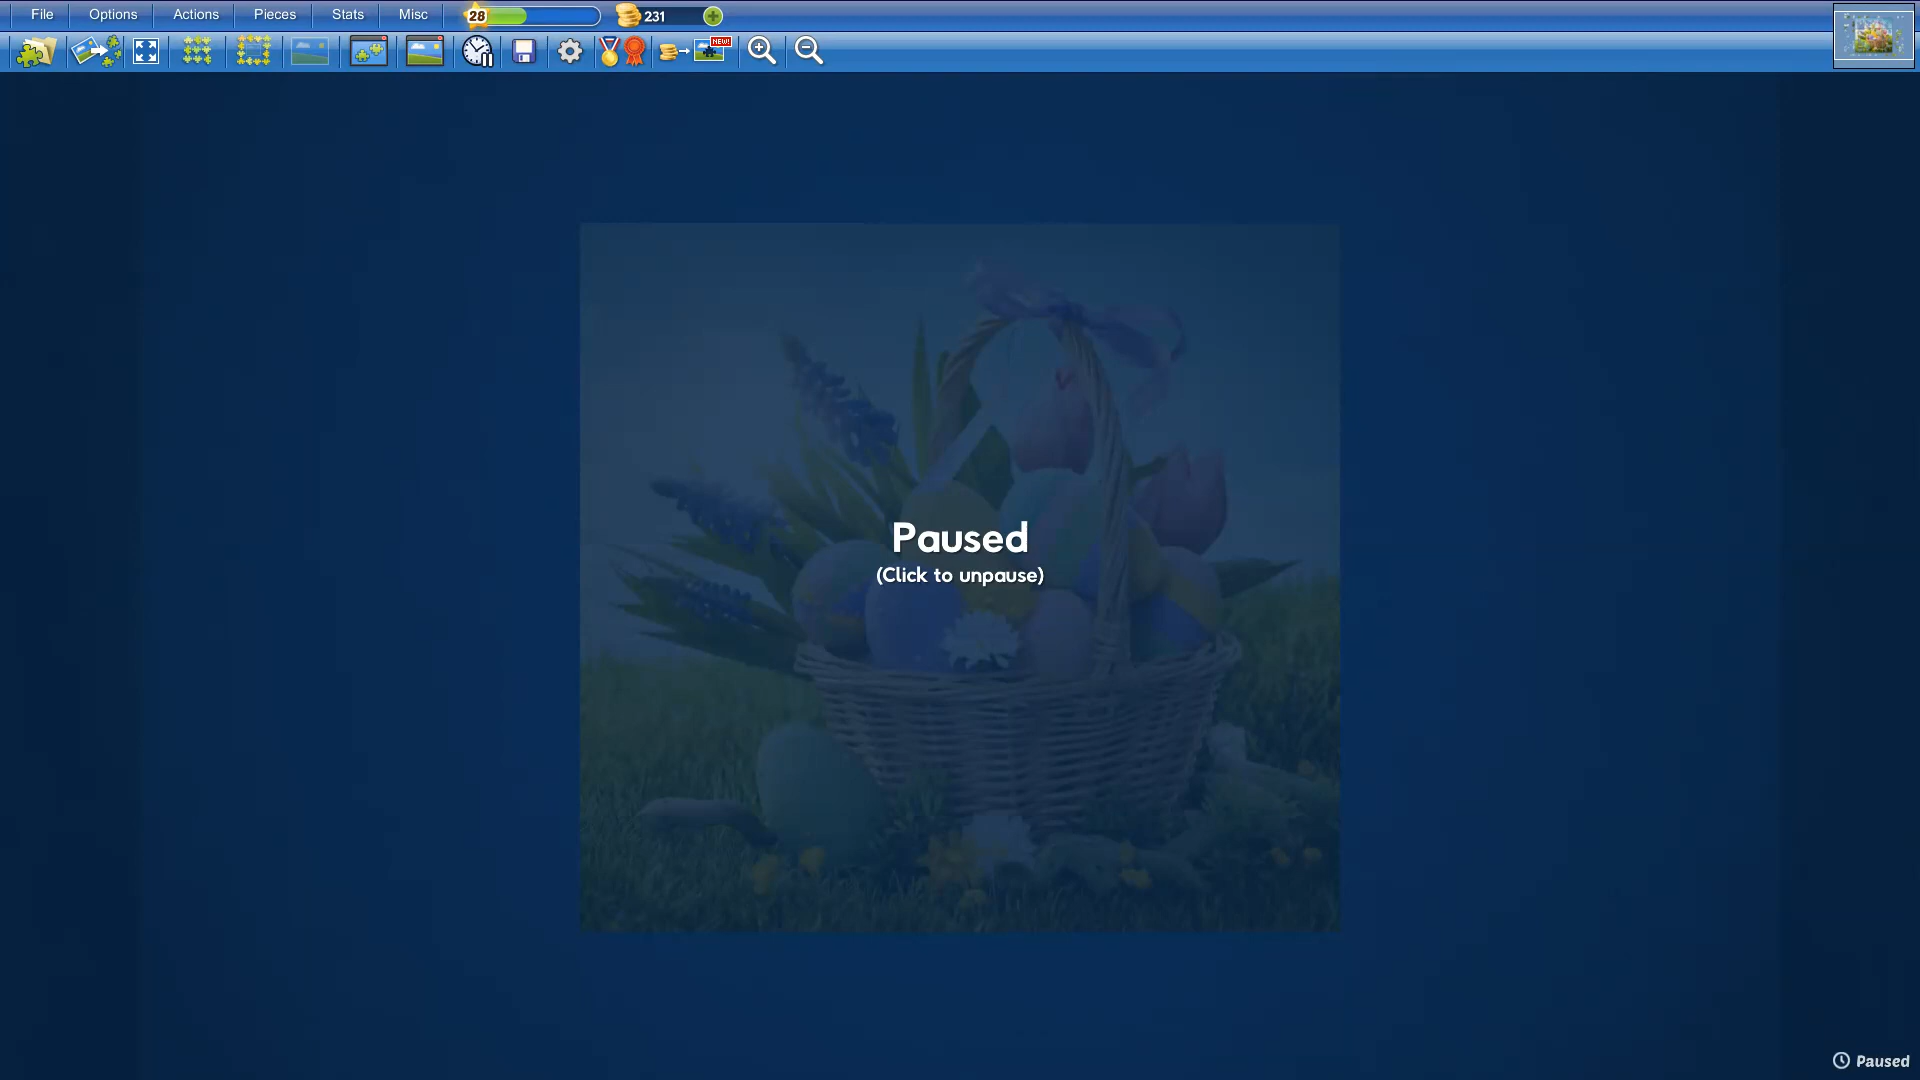 File Options Actions Pieces Stats Misc 28 231
NEW!
Paused
(Click to unpause)
Paused